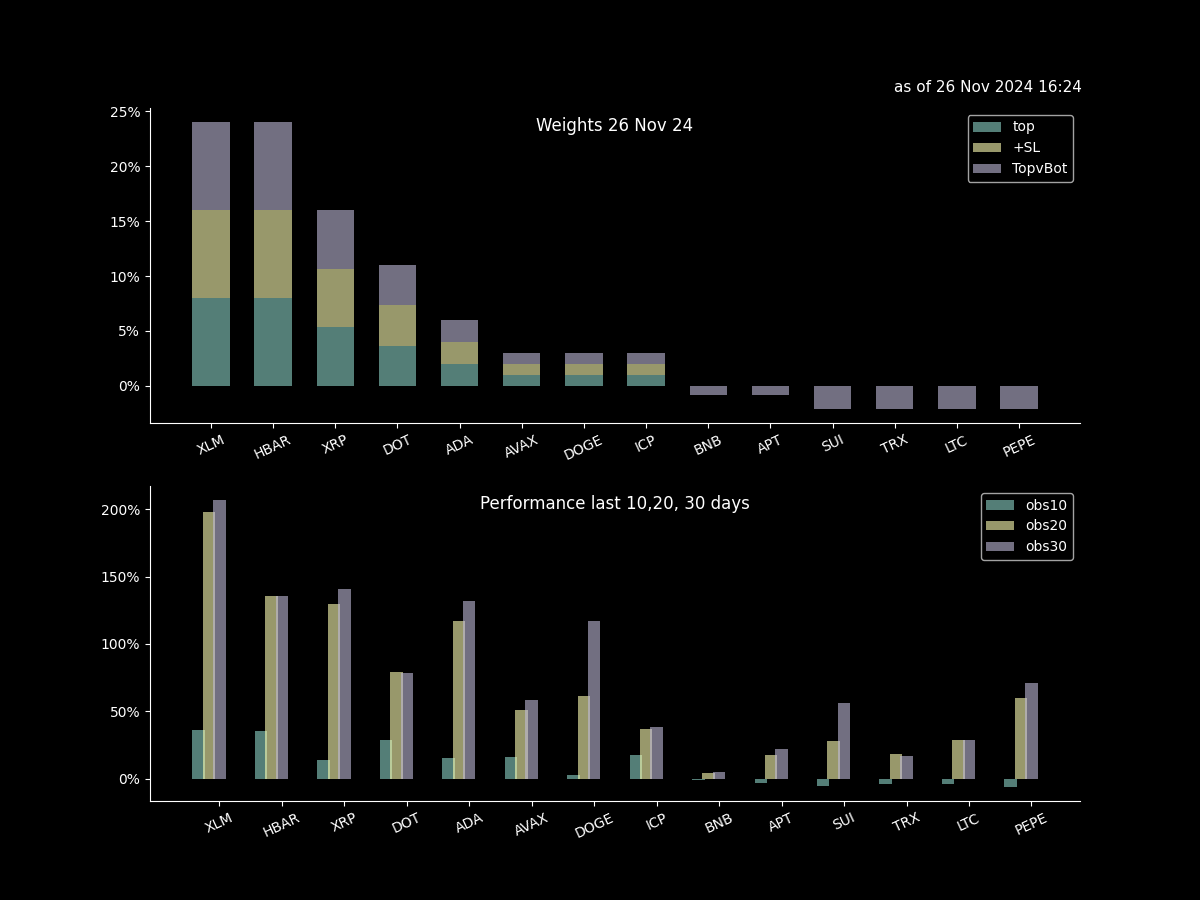 as of 26 Nov 2024 16:24
Weights 26 Nov 24
top
+SL
TopvBot
25%
20%
15%
10%
5%
0%
XLM HBAR XRP DOT ADA AVAX DOGE ICP BNB APT SUI TRX LTC PEPE
Performance last 10,20, 30 days
obs10
obs20
obs30
200%
150%
100%
50%
0%
XLM HBAR XRP DOT ADA AVAX DOGE ICP BNB APT SUI TRX LTC PEPE